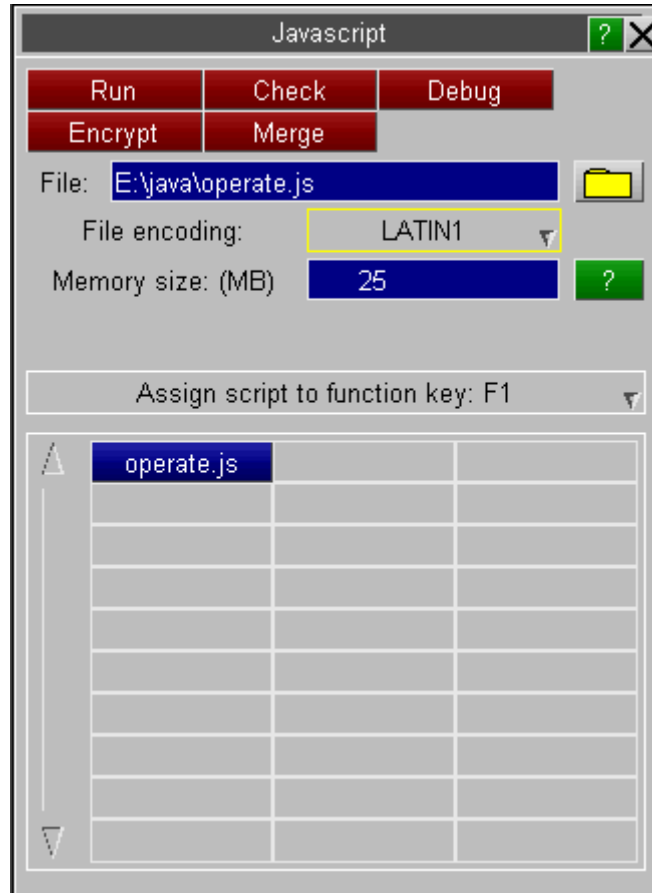 Javascript ?
Run Check Debug
Encrypt Merge
File: E:\java\operate.js
File encoding: LATIN1
Memory size: (MB) 25 ?
Assign script to function key: F1
operate.js